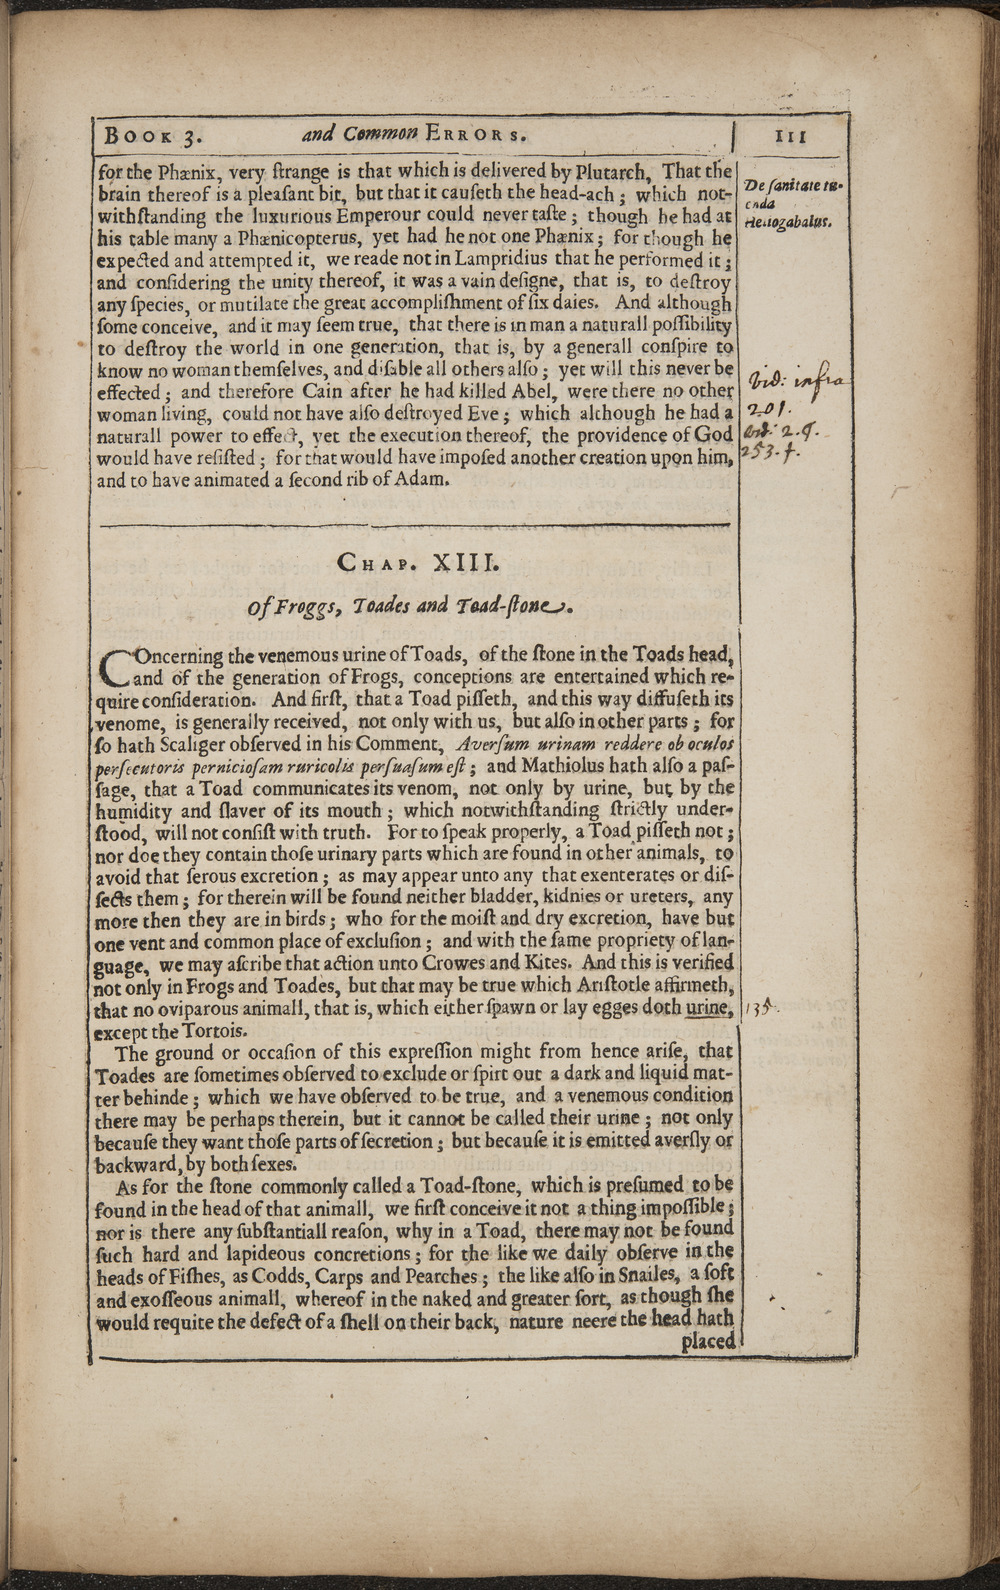 BOOK 3. and Common ERRORS. 111
for the Phænix, very ſtrange is that which is delivered by Plutarch, That the
brain thereof is a pleaſant bit, but that it cauſeth the head-ach; which not-
withſtanding the luxurious Emperour could never taſte; though he had at
his table many a Phænicopterus, yet had he not one Phænix; for though he
expected and attempted it, we reade not in Lampridius that he performed it;
and conſidering the unity thereof, it was a vain deſigne, that is, to deſtroy
any ſpecies, or mutilate the great accompliſhment of ſix daies. And although
ſome conceive, and it may ſeem true, that there is in man a naturall poſſibility
to deſtroy the world in one generation, that is, by a generall conſpire to
know no woman themſelves, and diſable all others alſo; yet will this never be
effected; and therefore Cain after he had killed Abel, were there no other
woman living, could not have alſo deſtroyed Eve; which although he had a
naturall power to effect, yet the execution thereof, the providence of God
would have reſiſted; for that would have impoſed another creation upon him,
and to have animated a ſecond rib of Adam.
De ſanitate tu-
enda
Heliogabalus.
vid: infra
201.
vid: 2.
253. f.
CHAP. XIII.
Of Froggs, Toades and Toad-ſtone.
COncerning the venemous urine of Toads, of the ſtone in the Toads head,
and of the generation of Frogs, conceptions are entertained which re-
quire conſideration. And firſt, that a Toad piſſeth, and this way diffuſeth its
venome, is generally received, not only with us, but alſo in other parts; for
ſo hath Scaliger obſerved in his Comment, Averſum urinam reddere ob oculos
perſecutoris pernicioſam ruricolis perſuaſum eſt; and Mathiolus hath alſo a paſ-
ſage, that a Toad communicates its venom, not only by urine, but by the
humidity and ſlaver of its mouth; which notwithſtanding ſtrictly under-
ſtood, will not conſiſt with truth. For to ſpeak properly, a Toad piſſeth not;
nor doe they contain thoſe urinary parts which are found in other animals, to
avoid that ſerous excretion; as may appear unto any that exenterates or diſ-
ſects them; for therein will be found neither bladder, kidnies or ureters, any
more then they are in birds; who for the moiſt and dry excretion, have but
one vent and common place of excluſion; and with the ſame propriety of lan-
guage, we may aſcribe that action unto Crowes and Kites. And this is verified
not only in Frogs and Toades, but that may be true which Ariſtotle affirmeth,
that no oviparous animall, that is, which either ſpawn or lay egges doth urine, 135.
except the Tortois.
The ground or occaſion of this expreſſion might from hence ariſe, that
Toades are ſometimes obſerved to exclude or ſpirt out a dark and liquid mat-
ter behinde; which we have obſerved to be true, and a venemous condition
there may be perhaps therein, but it cannot be called their urine; not only
becauſe they want thoſe parts of ſecretion; but becauſe it is emitted averſly or
backward, by both ſexes.
As for the ſtone commonly called a Toad-ſtone, which is preſumed to be
found in the head of that animall, we firſt conceive it not a thing impoſſible;
nor is there any ſubſtantiall reaſon, why in a Toad, there may not be found
ſuch hard and lapideous concretions; for the like we daily obſerve in the
heads of Fiſhes, as Codds, Carps and Pearches; the like alſo in Snailes, a ſoft
and exoſſeous animall, whereof in the naked and greater ſort, as though ſhe
would requite the defect of a ſhell on their back, nature neere the head hath
placed